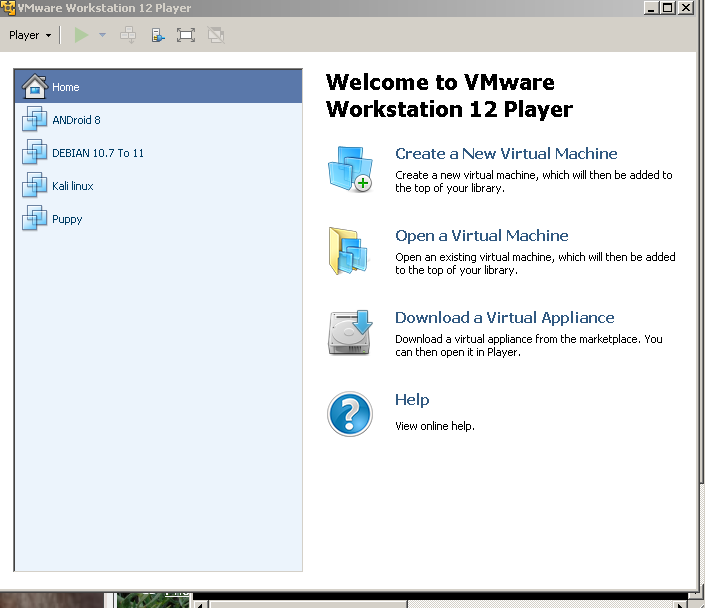 VMware Workstation 12 Player
Player
Home
ANDroid 8
DEBIAN 10.7 To 11
Kali linux
Puppy
Welcome to VMware
Workstation 12 Player
Create a New Virtual Machine
Create a new virtual machine, which will then be added to
the top of your library.
Open a Virtual Machine
Open an existing virtual machine, which will then be added
to the top of your library.
Download a Virtual Appliance
Download a virtual appliance from the marketplace. You
can then open it in Player.
Help
View online help.